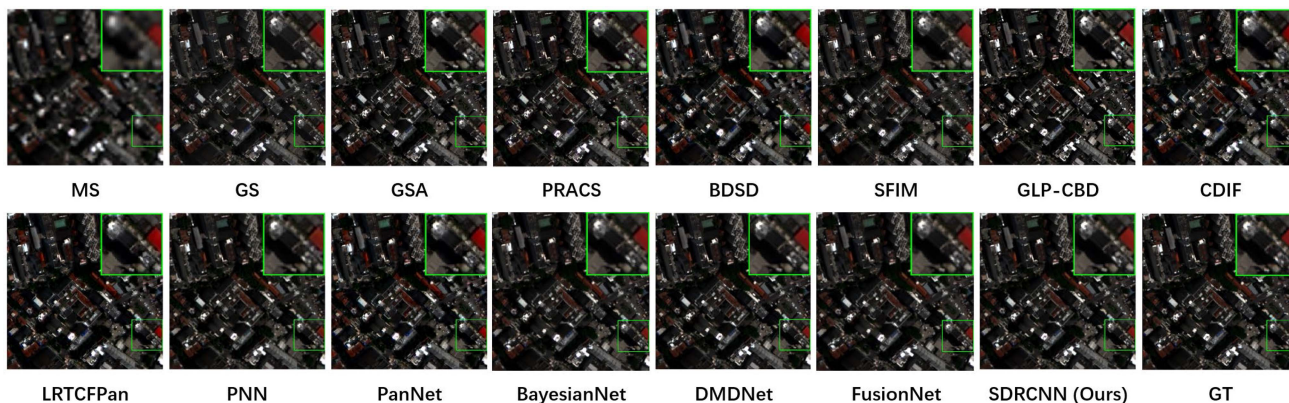 MS GS GSA PRACS BDSD SFIM GLP-CBD CDIF
LRTCFPan PNN PanNet BayesianNet DMDNet FusionNet SDRCNN (Ours) GT